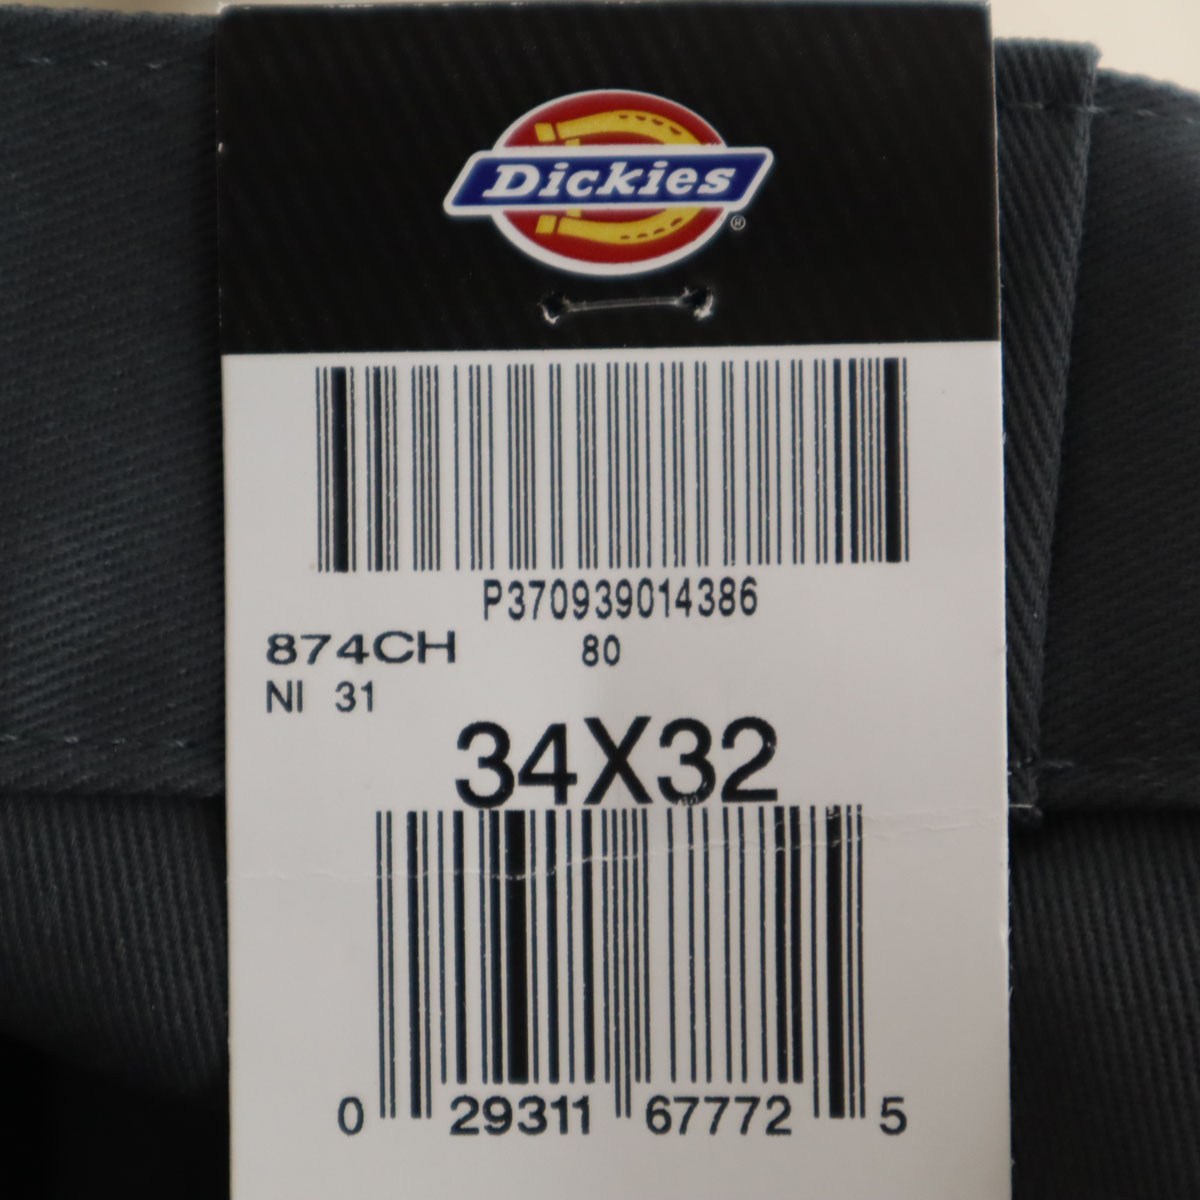 Dickies®
P370939014386
874CH 80
NI 31
34X32
0 29311 67772 5